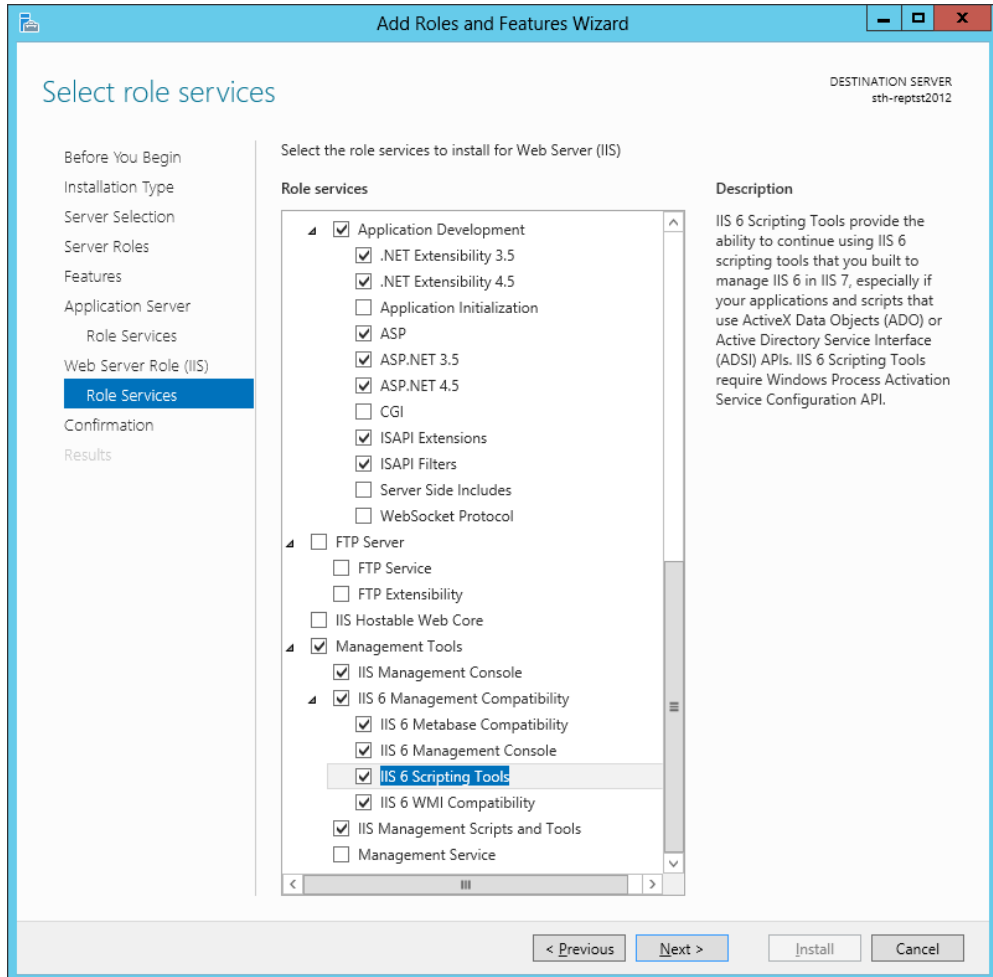 Add Roles and Features Wizard
Select role services
DESTINATION SERVER
sth-reptst2012
Before You Begin
Installation Type
Server Selection
Server Roles
Features
Application Server
Role Services
Web Server Role (IIS)
Role Services
Confirmation
Results
Select the role services to install for Web Server (IIS)
Role services
Application Development
.NET Extensibility 3.5
.NET Extensibility 4.5
Application Initialization
ASP
ASP.NET 3.5
ASP.NET 4.5
CGI
ISAPI Extensions
ISAPI Filters
Server Side Includes
WebSocket Protocol
FTP Server
FTP Service
FTP Extensibility
IIS Hostable Web Core
Management Tools
IIS Management Console
IIS 6 Management Compatibility
IIS 6 Metabase Compatibility
IIS 6 Management Console
IIS 6 Scripting Tools
IIS 6 WMI Compatibility
IIS Management Scripts and Tools
Management Service
Description
IIS 6 Scripting Tools provide the
ability to continue using IIS 6
scripting tools that you built to
manage IIS 6 in IIS 7, especially if
your applications and scripts that
use ActiveX Data Objects (ADO) or
Active Directory Service Interface
(ADSI) APIs. IIS 6 Scripting Tools
require Windows Process Activation
Service Configuration API.
< Previous
Next >
Install
Cancel